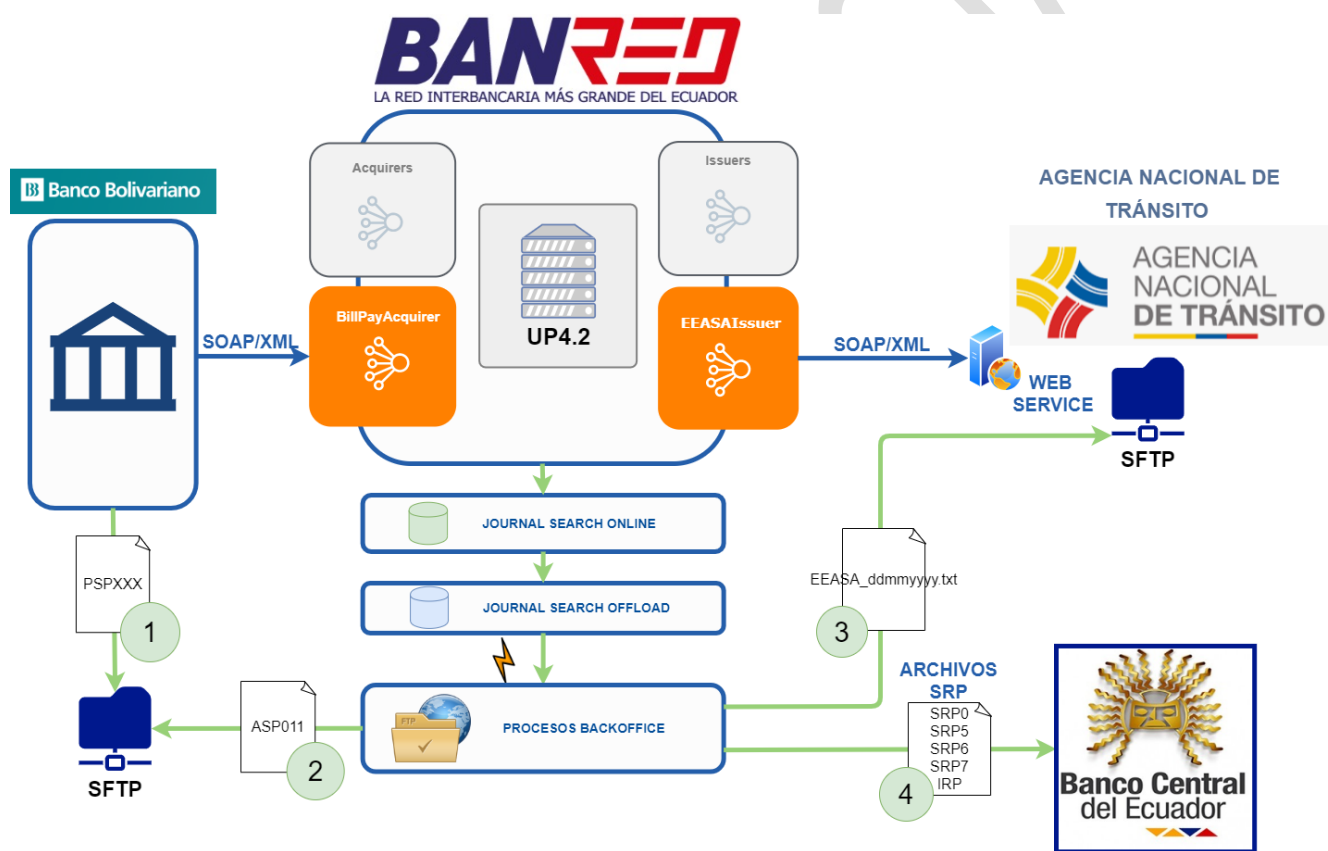 BANRED
LA RED INTERBANCARIA MÁS GRANDE DEL ECUADOR
Acquirers
Issuers
BB Banco Bolivariano
AGENCIA NACIONAL DE
TRÁNSITO
AGENCIA
NACIONAL
DE TRÁNSITO
BillPayAcquirer
EEASAIssuer
UP4.2
SOAP/XML
SOAP/XML
WEB
SERVICE
SFTP
JOURNAL SEARCH ONLINE
PSPXXX
1
EEASA_ddmmyyyy.txt
3
JOURNAL SEARCH OFFLOAD
ARCHIVOS
SRP
SRP0
SRP5
SRP6
SRP7
IRP
4
ASP011
2
FTP
PROCESOS BACKOFFICE
SFTP
Banco Central
del Ecuador